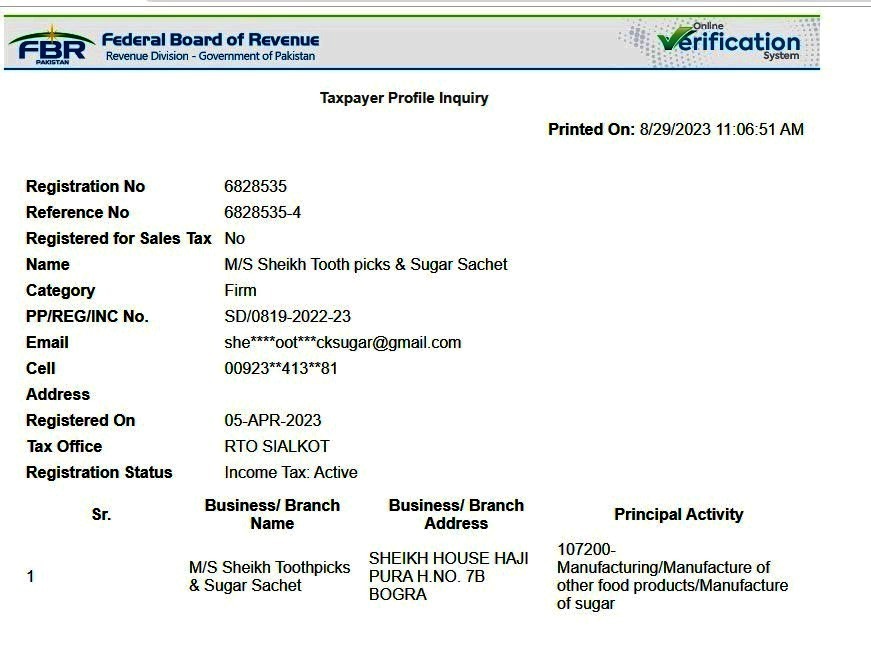 FBR
PAKISTAN
Federal Board of Revenue
Revenue Division - Government of Pakistan
Online
Verification
System
Taxpayer Profile Inquiry
Printed On: 8/29/2023 11:06:51 AM
Registration No 6828535
Reference No 6828535-4
Registered for Sales Tax No
Name M/S Sheikh Tooth picks & Sugar Sachet
Category Firm
PP/REG/INC No. SD/0819-2022-23
Email she****oot***cksugar@gmail.com
Cell 00923**413**81
Address
Registered On 05-APR-2023
Tax Office RTO SIALKOT
Registration Status Income Tax: Active
Sr. Business/ Branch Name Business/ Branch Address Principal Activity
1 M/S Sheikh Toothpicks & Sugar Sachet SHEIKH HOUSE HAJI PURA H.NO. 7B BOGRA 107200-Manufacturing/Manufacture of other food products/Manufacture of sugar